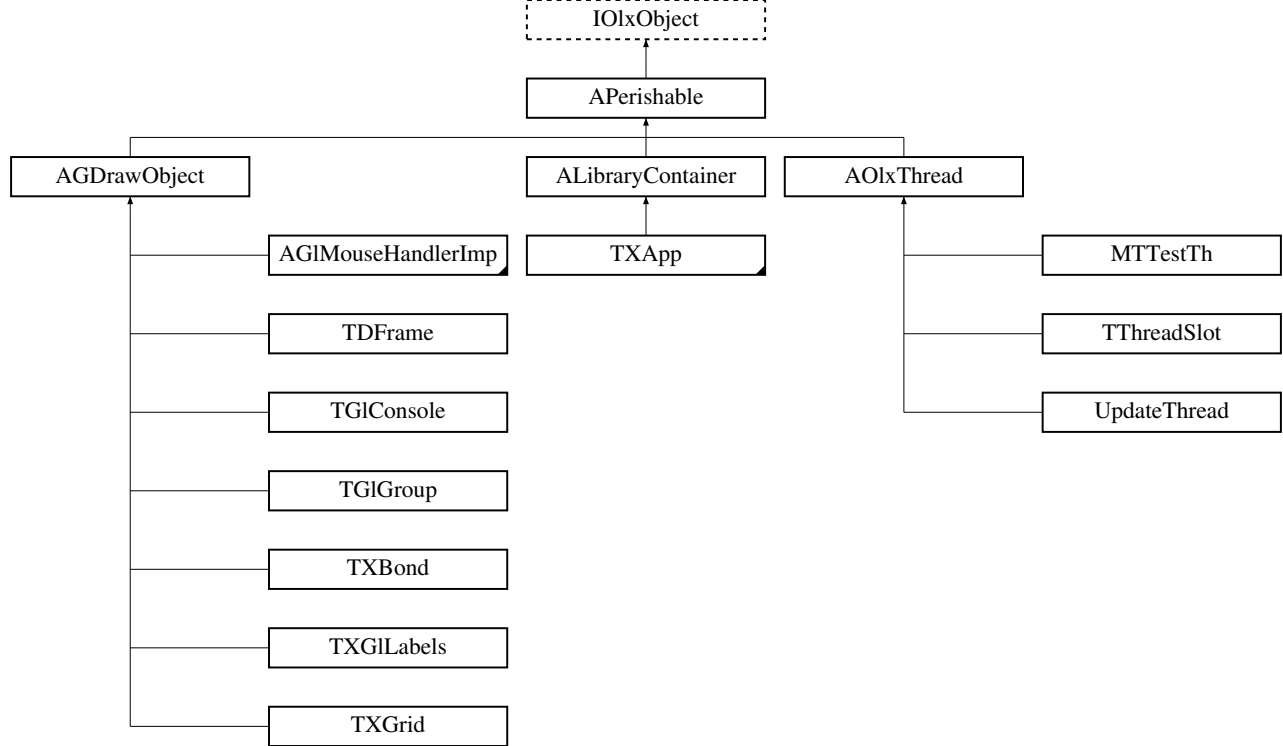 IOlxObject
APerishable
AGDrawObject
ALibraryContainer
AOlxThread
AGlMouseHandlerImp
TXApp
MTTestTh
TDFrame
TThreadSlot
TGlConsole
UpdateThread
TGlGroup
TXBond
TXGlLabels
TXGrid